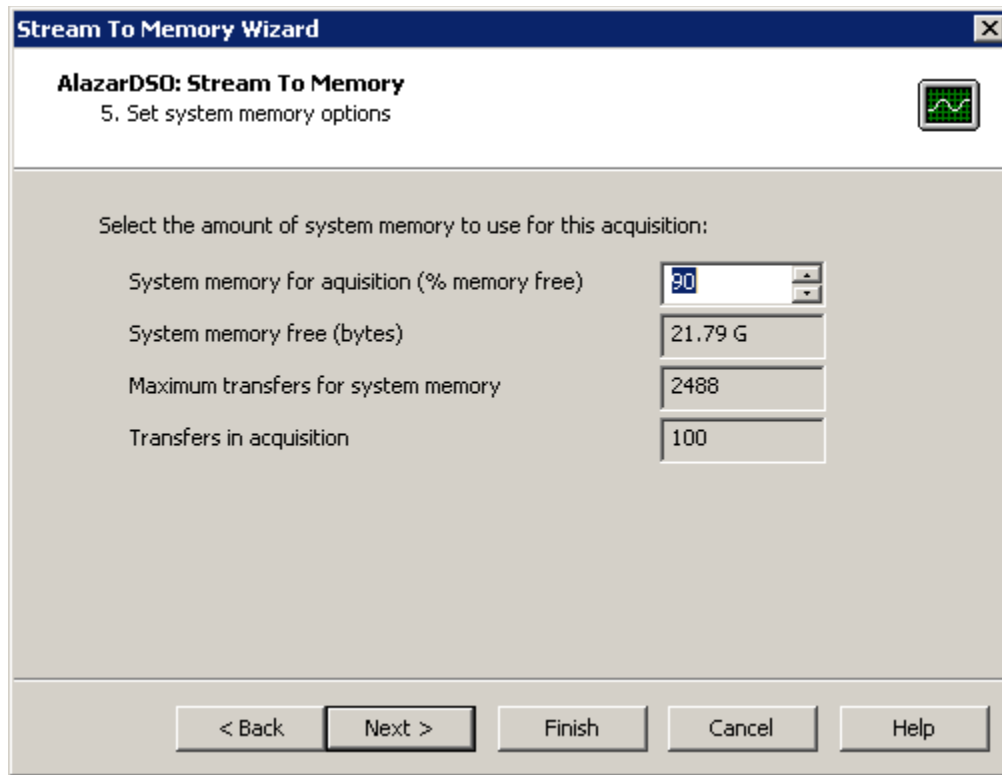 Stream To Memory Wizard
AlazarDSO: Stream To Memory
5. Set system memory options
Select the amount of system memory to use for this acquisition:
System memory for aquisition (% memory free) 90
System memory free (bytes) 21.79 G
Maximum transfers for system memory 2488
Transfers in acquisition 100
< Back Next > Finish Cancel Help